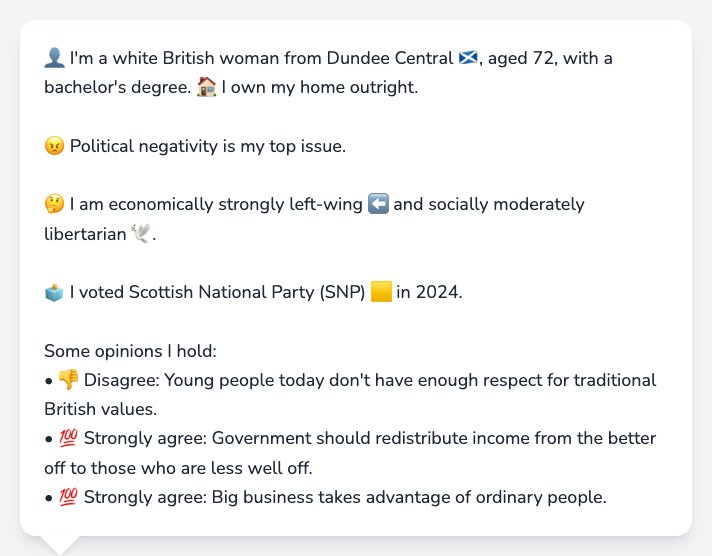 👤 I'm a white British woman from Dundee Central 🏴󠁧󠁢󠁳󠁣󠁴󠁿, aged 72, with a
bachelor's degree. 🏠 I own my home outright.
😠 Political negativity is my top issue.
🤔 I am economically strongly left-wing ⬅️ and socially moderately
libertarian 🕊️.
🗳️ I voted Scottish National Party (SNP) 🟨 in 2024.
Some opinions I hold:
• 👎 Disagree: Young people today don't have enough respect for traditional
British values.
• 💯 Strongly agree: Government should redistribute income from the better
off to those who are less well off.
• 💯 Strongly agree: Big business takes advantage of ordinary people.